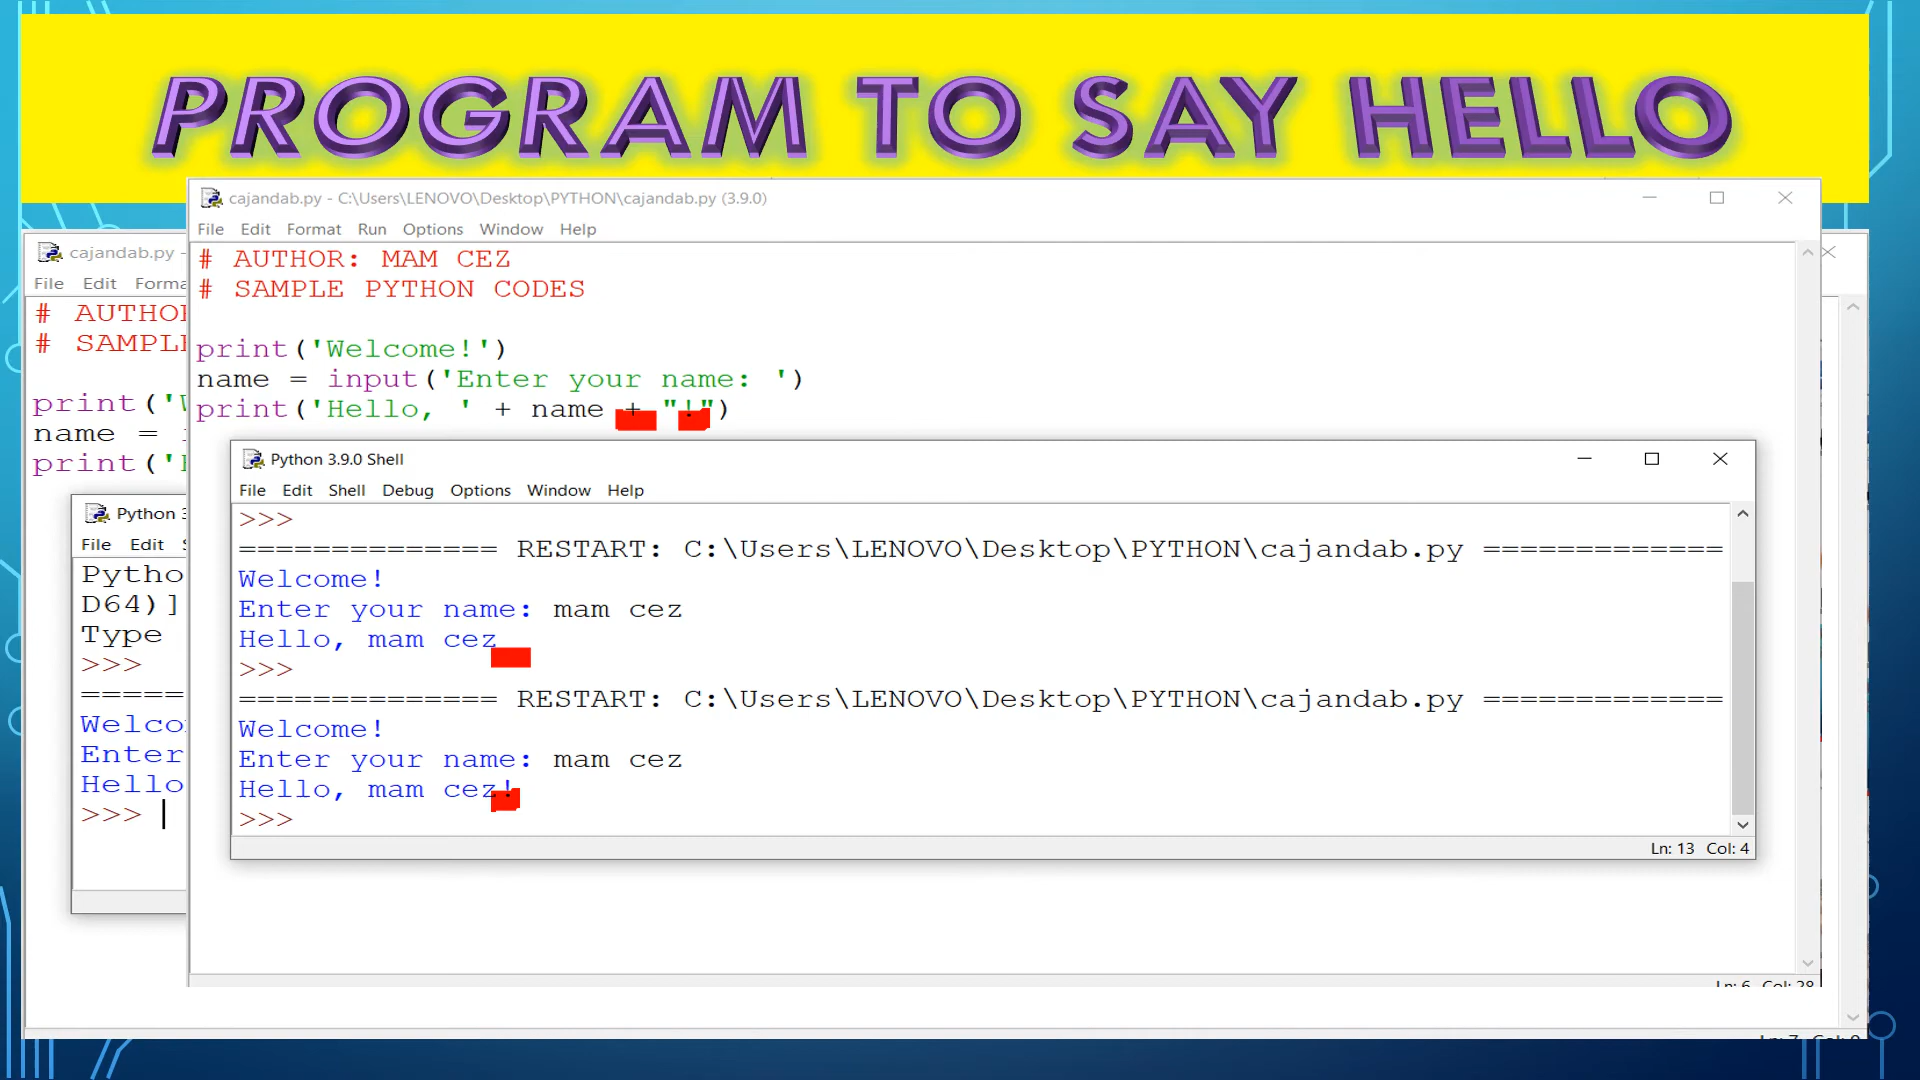 PROGRAM TO SAY HELLO
cajandab.py - C:\Users\LENOVO\Desktop\PYTHON\cajandab.py (3.9.0)
File Edit Format Run Options Window Help
# AUTHOR: MAM CEZ
# SAMPLE PYTHON CODES
print('Welcome!')
name = input('Enter your name: ')
print('Hello, ' + name + "!")
Python 3.9.0 Shell
File Edit Shell Debug Options Window Help
>>>
============== RESTART: C:\Users\LENOVO\Desktop\PYTHON\cajandab.py =============
Welcome!
Enter your name: mam cez
Hello, mam cez
>>>
============== RESTART: C:\Users\LENOVO\Desktop\PYTHON\cajandab.py =============
Welcome!
Enter your name: mam cez
Hello, mam cez!
>>>
Ln: 13 Col: 4
cajandab.py -
File Edit
#
#
print('
name =
print('
Python
File Edit
D64)]
Type
>>>
======
Enter
Hello
>>>